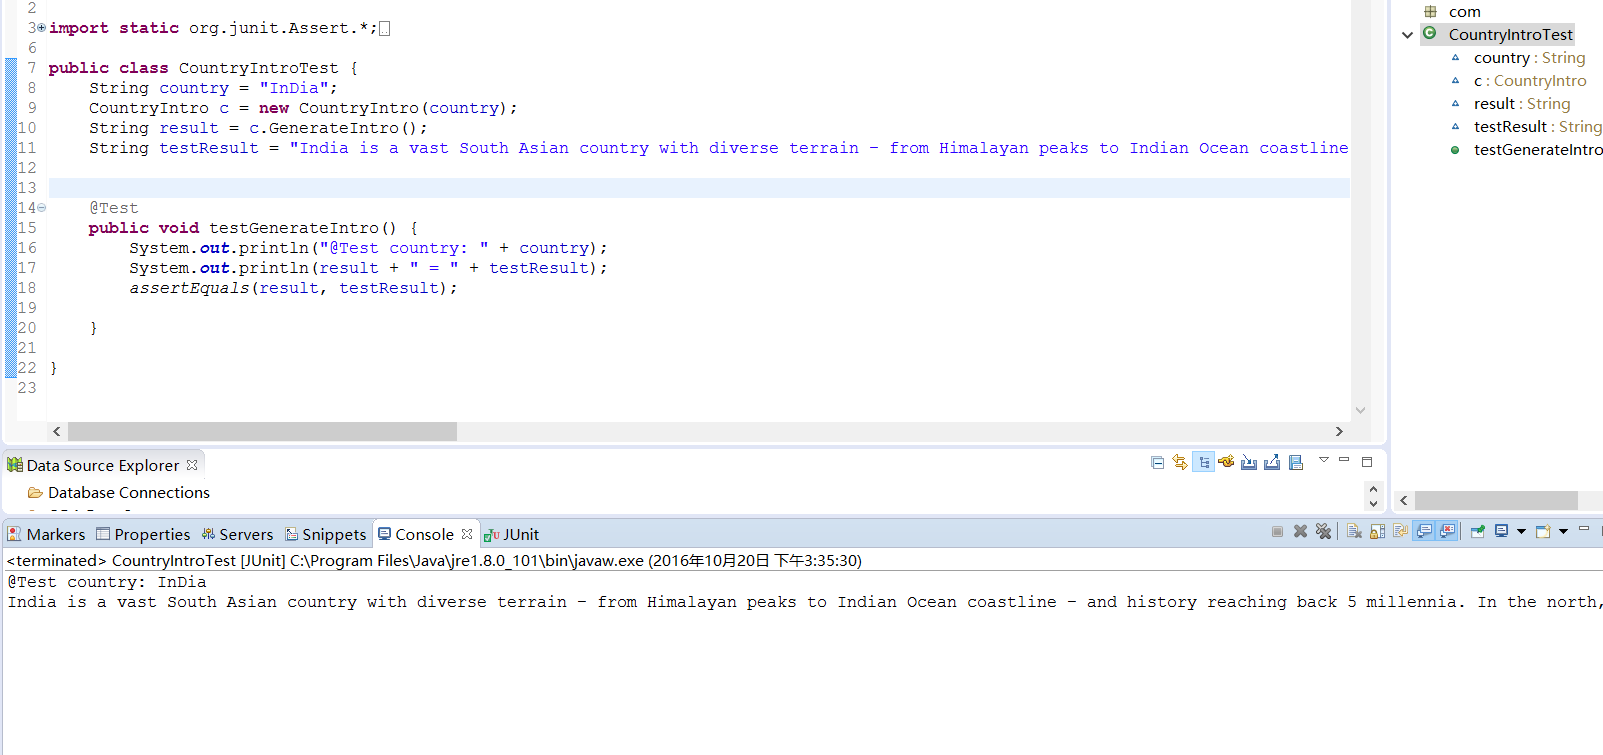 2
3 import static org.junit.Assert.*;
6
7 public class CountryIntroTest {
8 String country = "InDia";
9 CountryIntro c = new CountryIntro(country);
10 String result = c.GenerateIntro();
11 String testResult = "India is a vast South Asian country with diverse terrain – from Himalayan peaks to Indian Ocean coastline
12
13
14 @Test
15 public void testGenerateIntro() {
16 System.out.println("@Test country: " + country);
17 System.out.println(result + " = " + testResult);
18 assertEquals(result, testResult);
19
20 }
21
22 }
23
com
CountryIntroTest
country : String
c : CountryIntro
result : String
testResult : String
testGenerateIntro
Data Source Explorer
Database Connections
Markers Properties Servers Snippets Console JUnit
<terminated> CountryIntroTest [JUnit] C:\Program Files\Java\jre1.8.0_101\bin\javaw.exe (2016年10月20日 下午3:35:30)
@Test country: InDia
India is a vast South Asian country with diverse terrain – from Himalayan peaks to Indian Ocean coastline – and history reaching back 5 millennia. In the north,